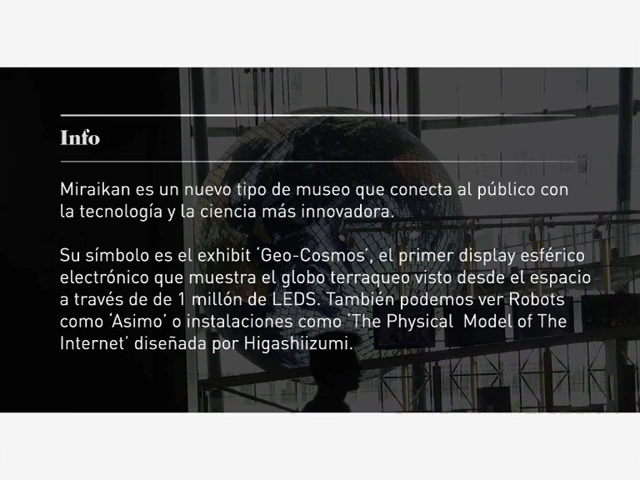 Info
Miraikan es un nuevo tipo de museo que conecta al público con
la tecnología y la ciencia más innovadora.
Su símbolo es el exhibit ‘Geo-Cosmos’, el primer display esférico
electrónico que muestra el globo terraqueo visto desde el espacio
a través de de 1 millón de LEDS. También podemos ver Robots
como ‘Asimo’ o instalaciones como ‘The Physical Model of The
Internet’ diseñada por Higashiizumi.